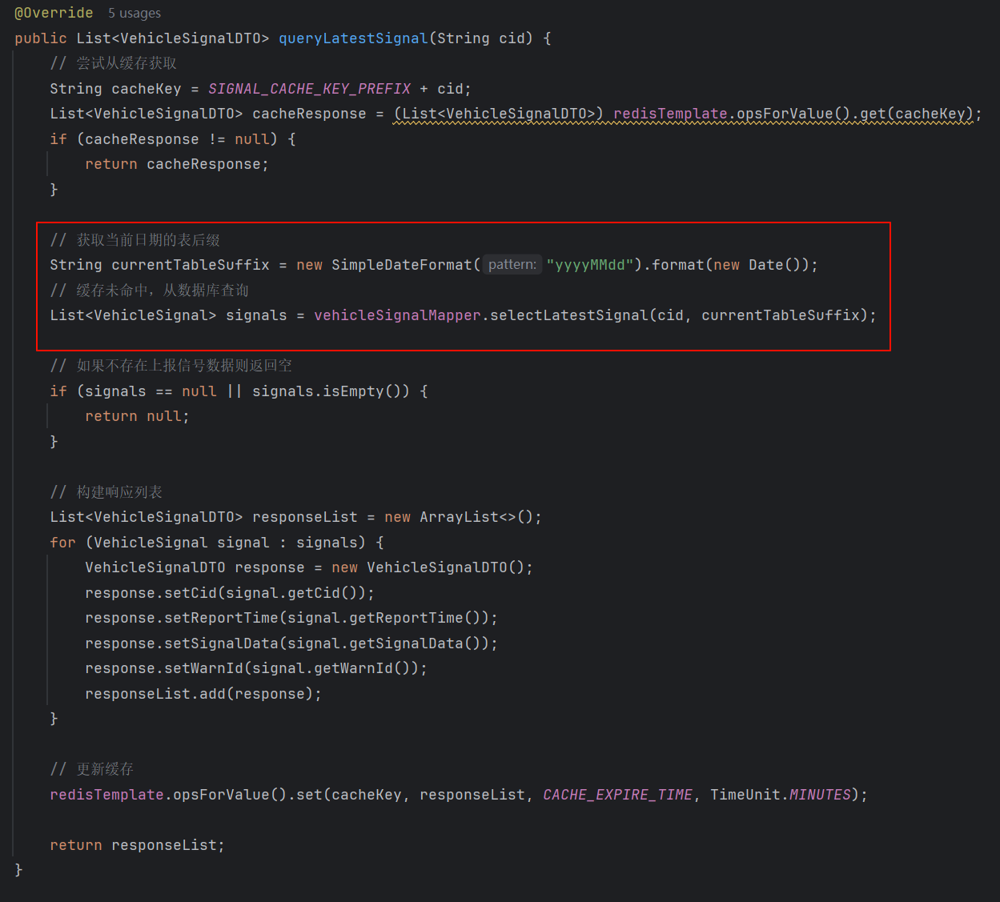 @Override 5 usages
public List<VehicleSignalDTO> queryLatestSignal(String cid) {
// 尝试从缓存获取
String cacheKey = SIGNAL_CACHE_KEY_PREFIX + cid;
List<VehicleSignalDTO> cacheResponse = (List<VehicleSignalDTO>) redisTemplate.opsForValue().get(cacheKey);
if (cacheResponse != null) {
return cacheResponse;
}
// 获取当前日期的表后缀
String currentTableSuffix = new SimpleDateFormat( pattern: "yyyyMMdd").format(new Date());
// 缓存未命中，从数据库查询
List<VehicleSignal> signals = vehicleSignalMapper.selectLatestSignal(cid, currentTableSuffix);
// 如果不存在上报信号数据则返回空
if (signals == null || signals.isEmpty()) {
return null;
}
// 构建响应列表
List<VehicleSignalDTO> responseList = new ArrayList<>();
for (VehicleSignal signal : signals) {
VehicleSignalDTO response = new VehicleSignalDTO();
response.setCid(signal.getCid());
response.setReportTime(signal.getReportTime());
response.setSignalData(signal.getSignalData());
response.setWarnId(signal.getWarnId());
responseList.add(response);
}
// 更新缓存
redisTemplate.opsForValue().set(cacheKey, responseList, CACHE_EXPIRE_TIME, TimeUnit.MINUTES);
return responseList;
}